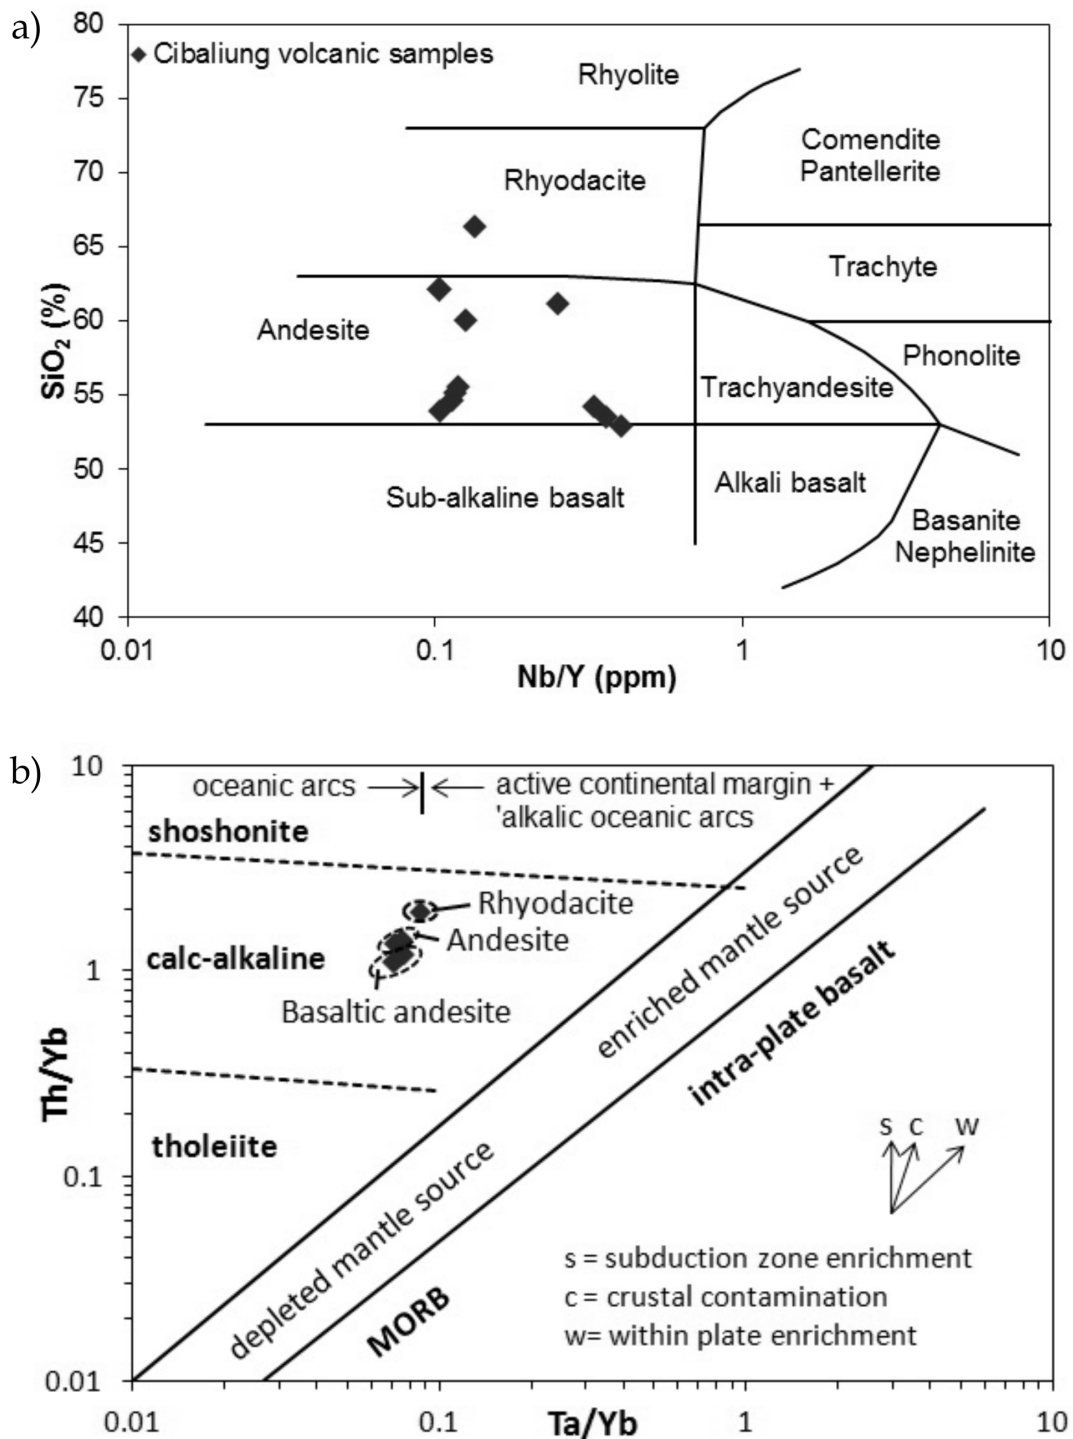 a)
80
75
70
65
60
55
50
45
40
SiO2 (%)
◆ Cibaliung volcanic samples
Rhyolite
Comendite
Pantellerite
Rhyodacite
Trachyte
Andesite
Phonolite
Trachyandesite
Alkali basalt
Sub-alkaline basalt
Basanite
Nephelinite
0.01
0.1
1
10
Nb/Y (ppm)
b)
10
1
0.1
0.01
Th/Yb
oceanic arcs
active continental margin +
'alkalic oceanic arcs
shoshonite
Rhyodacite
Andesite
calc-alkaline
Basaltic andesite
enriched mantle source
intra-plate basalt
tholeiite
depleted mantle source
MORB
s c w
s = subduction zone enrichment
c = crustal contamination
w= within plate enrichment
0.01
0.1
1
10
Ta/Yb